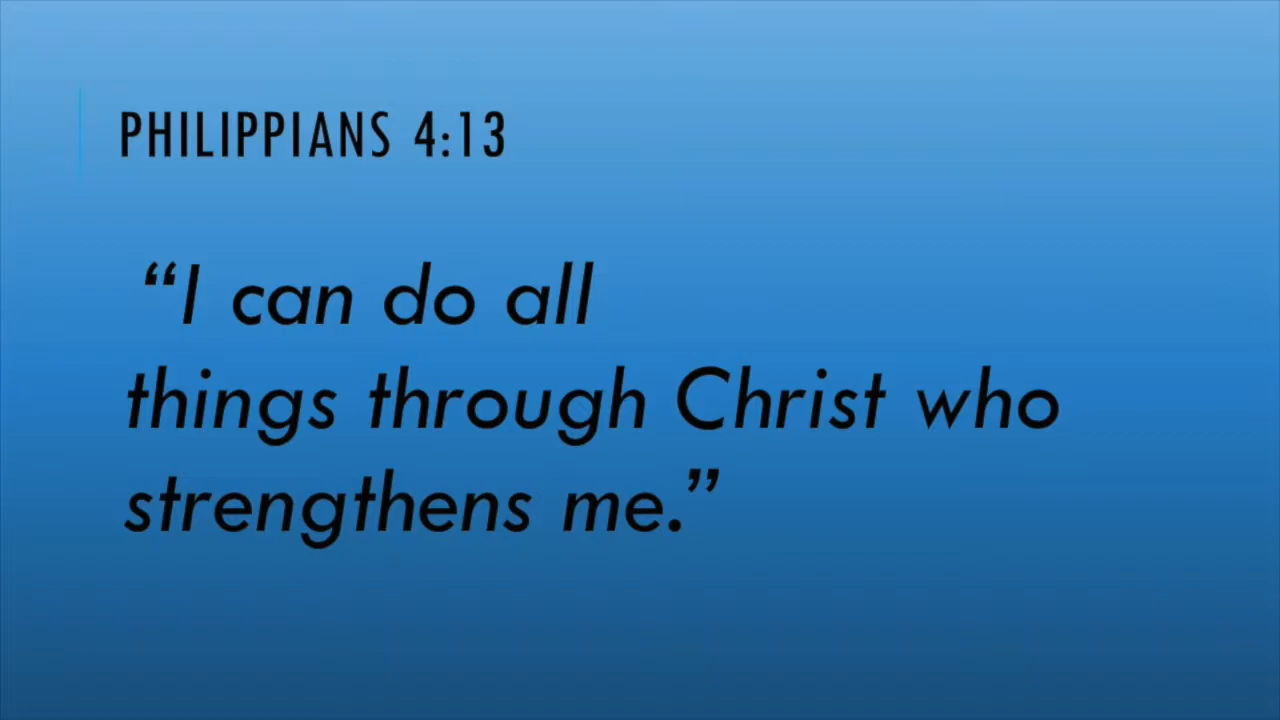 PHILIPPIANS 4:13
“I can do all
things through Christ who
strengthens me.”